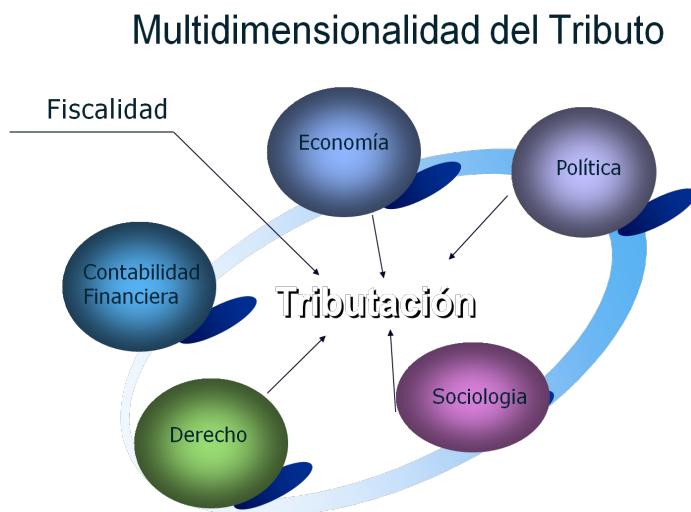 Multidimensionalidad del Tributo
Fiscalidad
Economía
Política
Contabilidad
Financiera
Tributación
Sociologia
Derecho